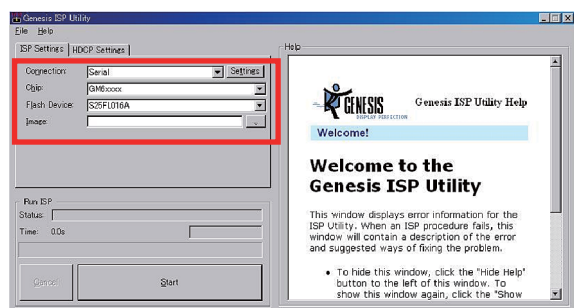 Genesis ISP Utility
File Help
ISP Settings HDCP Settings
Connection: Serial Settings
Chip: GM6xxxx
Flash Device: S25FL016A
Image: ..
Run ISP
Status:
Time: 0.0s
Cancel Start
Help
GENESIS
DISPLAY PERFECTION
Genesis ISP Utility Help
Welcome!
Welcome to the
Genesis ISP Utility
This window displays error information for the
ISP Utility. When an ISP procedure fails, this
window will contain a description of the error
and suggested ways of fixing the problem.
• To hide this window, click the "Hide Help"
button to the left of this window. To
show this window again, click the "Show